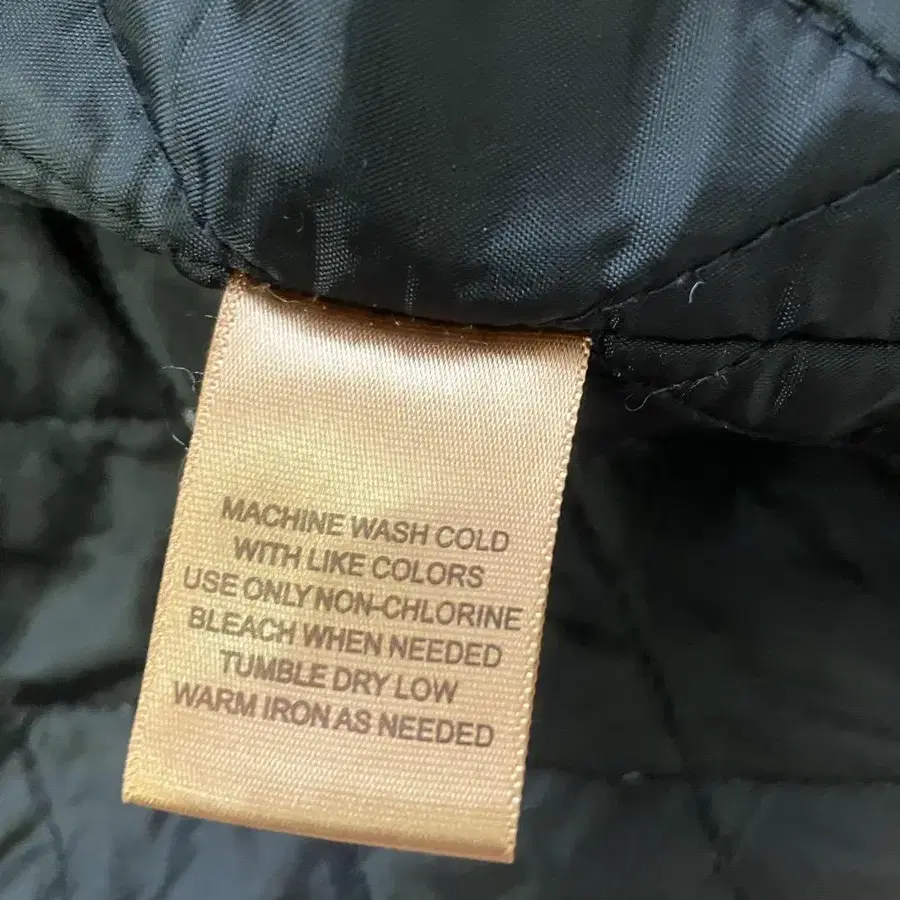 MACHINE WASH COLD
WITH LIKE COLORS
USE ONLY NON-CHLORINE
BLEACH WHEN NEEDED
TUMBLE DRY LOW
WARM IRON AS NEEDED